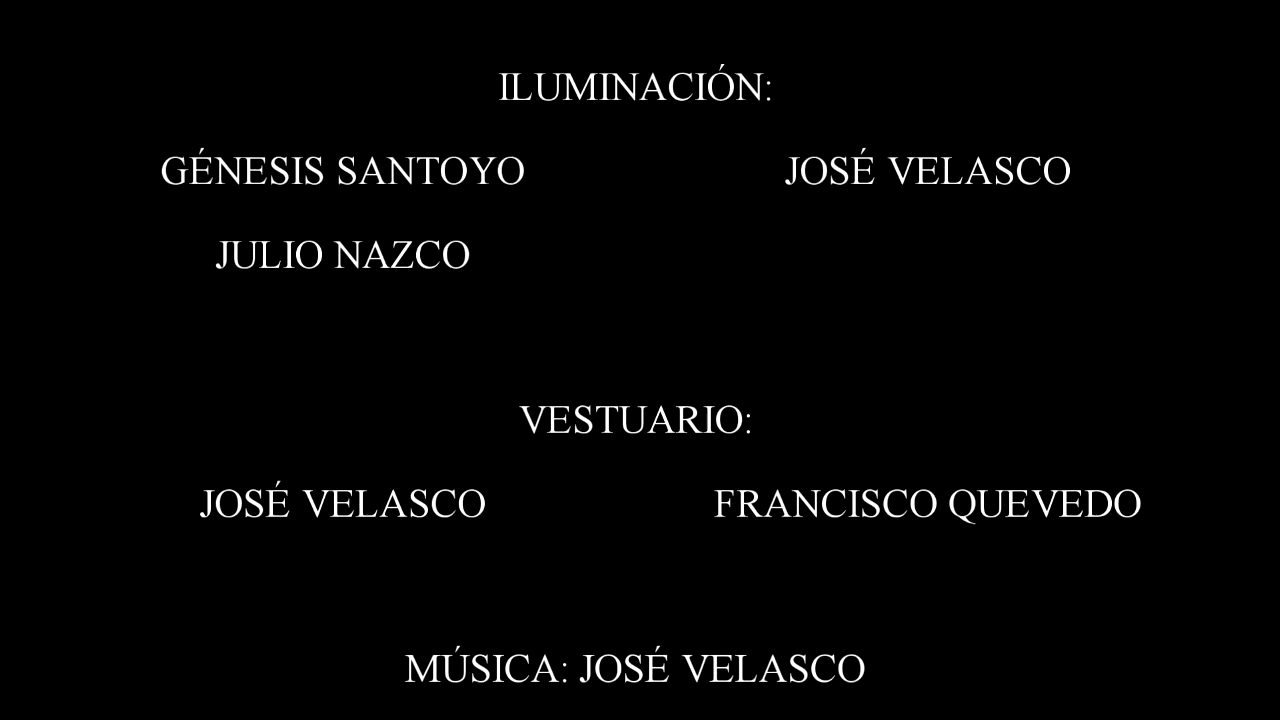 ILUMINACIÓN:
GÉNESIS SANTOYO JOSÉ VELASCO
JULIO NAZCO
VESTUARIO:
JOSÉ VELASCO FRANCISCO QUEVEDO
MÚSICA: JOSÉ VELASCO